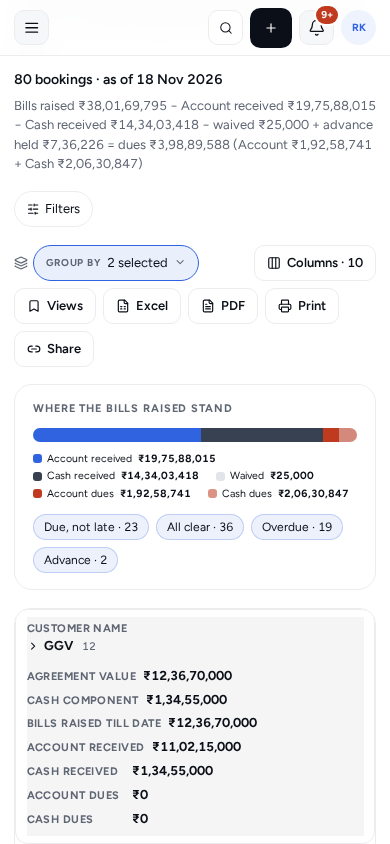 9+
RK
80 bookings · as of 18 Nov 2026
Bills raised ₹38,01,69,795 − Account received ₹19,75,88,015
− Cash received ₹14,34,03,418 − waived ₹25,000 + advance
held ₹7,36,226 = dues ₹3,98,89,588 (Account ₹1,92,58,741
+ Cash ₹2,06,30,847)
Filters
GROUP BY 2 selected
Columns · 10
Views
Excel
PDF
Print
Share
WHERE THE BILLS RAISED STAND
Account received ₹19,75,88,015
Cash received ₹14,34,03,418 Waived ₹25,000
Account dues ₹1,92,58,741 Cash dues ₹2,06,30,847
Due, not late · 23
All clear · 36
Overdue · 19
Advance · 2
CUSTOMER NAME
GGV 12
AGREEMENT VALUE ₹12,36,70,000
CASH COMPONENT ₹1,34,55,000
BILLS RAISED TILL DATE ₹12,36,70,000
ACCOUNT RECEIVED ₹11,02,15,000
CASH RECEIVED ₹1,34,55,000
ACCOUNT DUES ₹0
CASH DUES ₹0